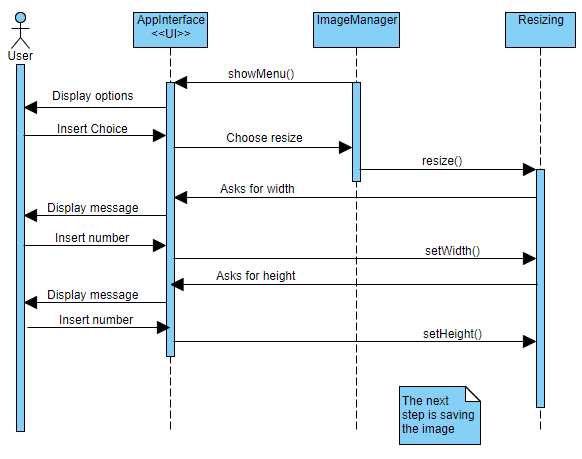 AppInterface
<<UI>>
ImageManager
Resizing
User
showMenu()
Display options
Insert Choice
Choose resize
resize()
Asks for width
Display message
Insert number
setWidth()
Asks for height
Display message
Insert number
setHeight()
The next
step is saving
the image